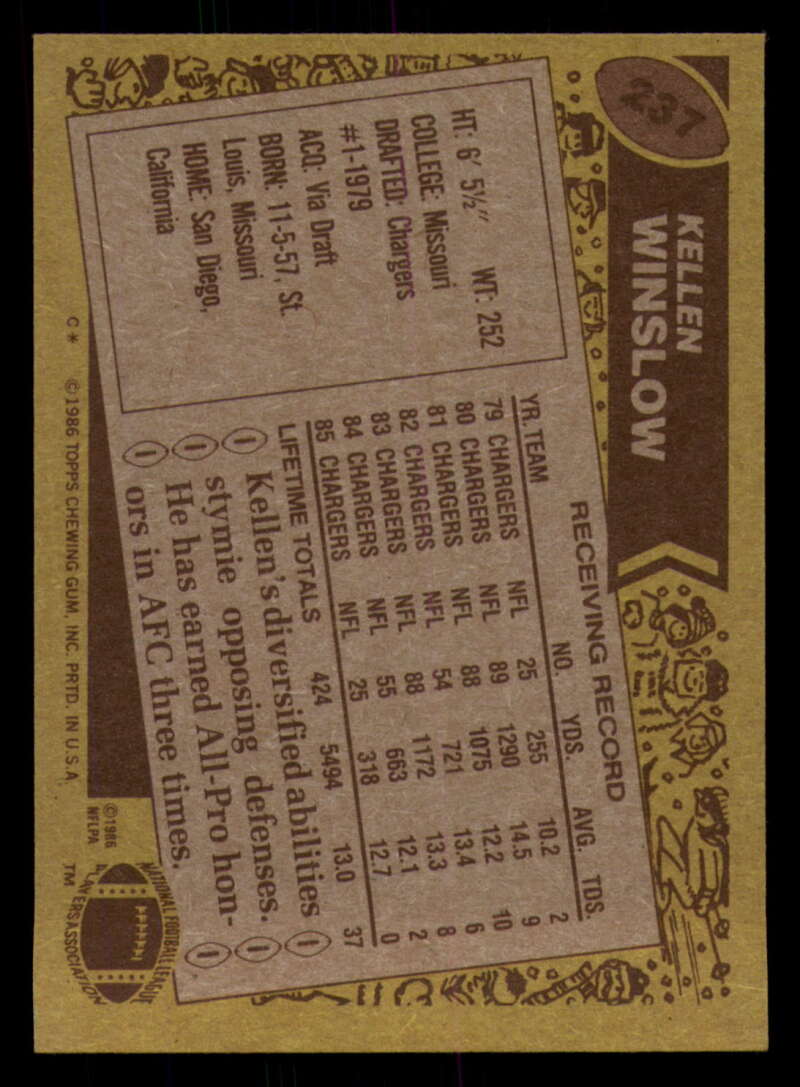 237
KELLEN
WINSLOW
HT: 6' 5½" WT: 252
COLLEGE: Missouri
DRAFTED: Chargers
#1-1979
ACQ: Via Draft
BORN: 11-5-57, St.
Louis, Missouri
HOME: San Diego,
California
RECEIVING RECORD
YR. TEAM NO. YDS. AVG. TDS.
79 CHARGERS NFL 25 255 10.2 2
80 CHARGERS NFL 89 1290 14.5 9
81 CHARGERS NFL 88 1075 12.2 10
82 CHARGERS NFL 54 721 13.4 6
83 CHARGERS NFL 88 1172 13.3 8
84 CHARGERS NFL 55 663 12.1 2
85 CHARGERS NFL 25 318 12.7 0
LIFETIME TOTALS 424 5494 13.0 37
Kellen's diversified abilities
stymie opposing defenses.
He has earned All-Pro hon-
ors in AFC three times.
C* ©1986 TOPPS CHEWING GUM, INC. PRTD. IN U.S.A.
©1986
NFLPA
NATIONAL FOOTBALL LEAGUE
PLAYERS ASSOCIATION
TM